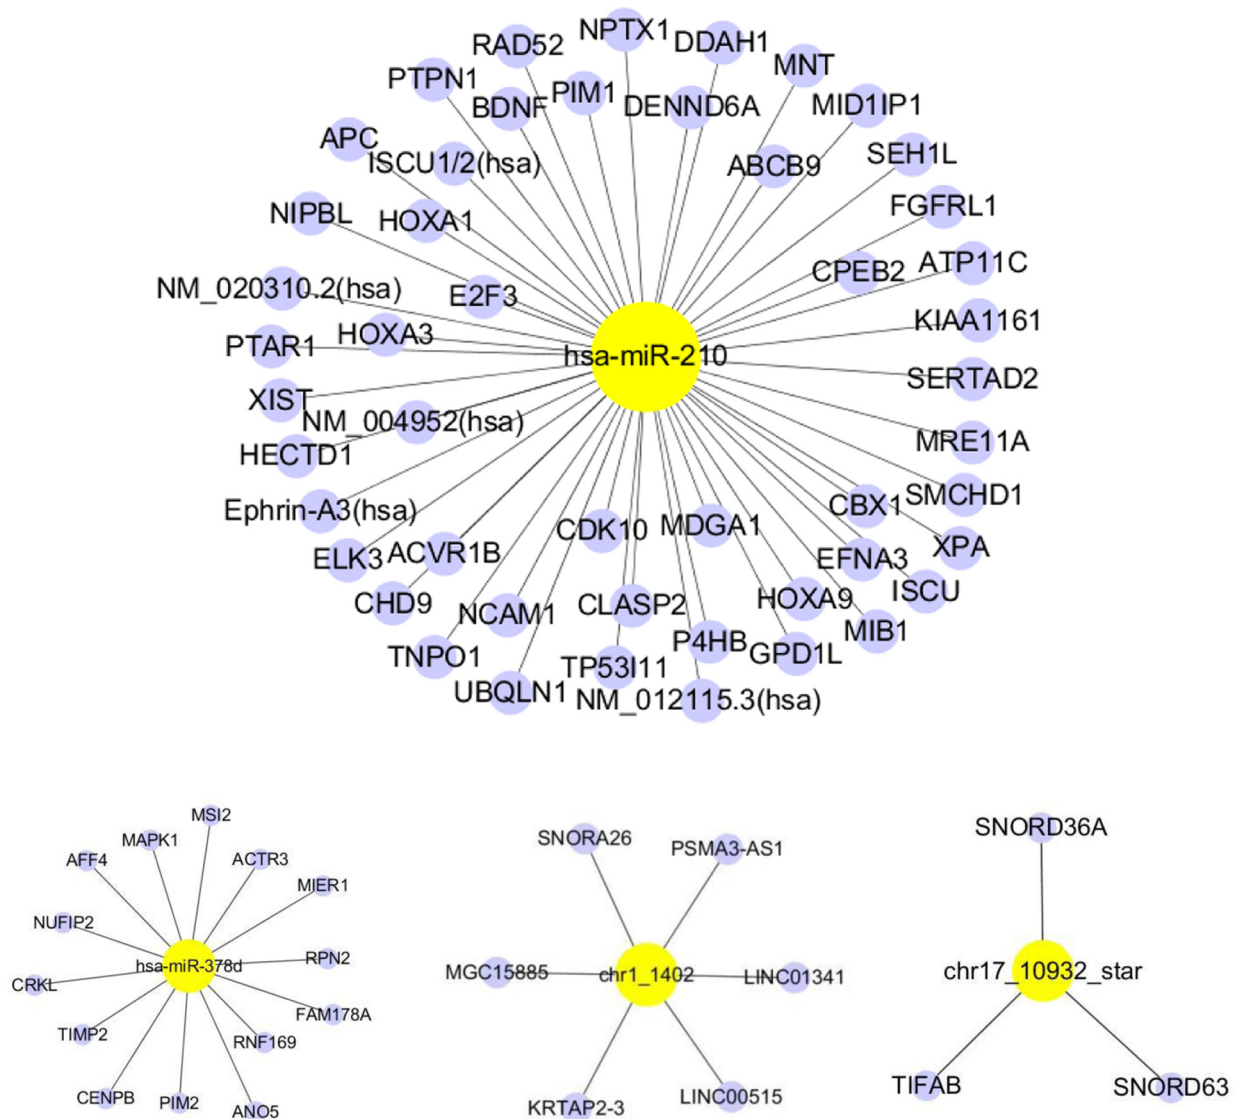 NPTX1
RAD52
DDAH1
MNT
PTPN1
PIM1
BDNF
DENND6A
MID1IP1
APC
ISCU1/2(hsa)
ABCB9
SEH1L
NIPBL
HOXA1
FGFRL1
CPEB2
ATP11C
NM_020310.2(hsa)
E2F3
HOXA3
KIAA1161
PTAR1
hsa-miR-210
SERTAD2
XIST
NM_004952(hsa)
MRE11A
HECTD1
SMCHD1
CBX1
Ephrin-A3(hsa)
CDK10
MDGA1
XPA
ELK3
ACVR1B
EFNA3
ISCU
CHD9
NCAM1
CLASP2
HOXA9
MIB1
TNPO1
P4HB
GPD1L
TP53I11
UBQLN1
NM_012115.3(hsa)
MSI2
MAPK1
AFF4
ACTR3
MIER1
NUFIP2
hsa-miR-378d
RPN2
CRKL
FAM178A
TIMP2
RNF169
CENPB
PIM2
ANO5
SNORA26
PSMA3-AS1
MGC15885
chr1_1402
LINC01341
KRTAP2-3
LINC00515
SNORD36A
chr17_10932_star
TIFAB
SNORD63